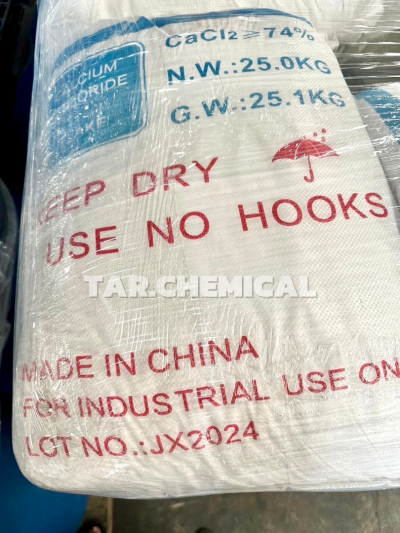 CaCl2≥74%
N.W.:25.0KG
G.W.:25.1KG
KEEP DRY
USE NO HOOKS
TAR.CHEMICAL
MADE IN CHINA
FOR INDUSTRIAL USE ON
LOT NO.:JX2024